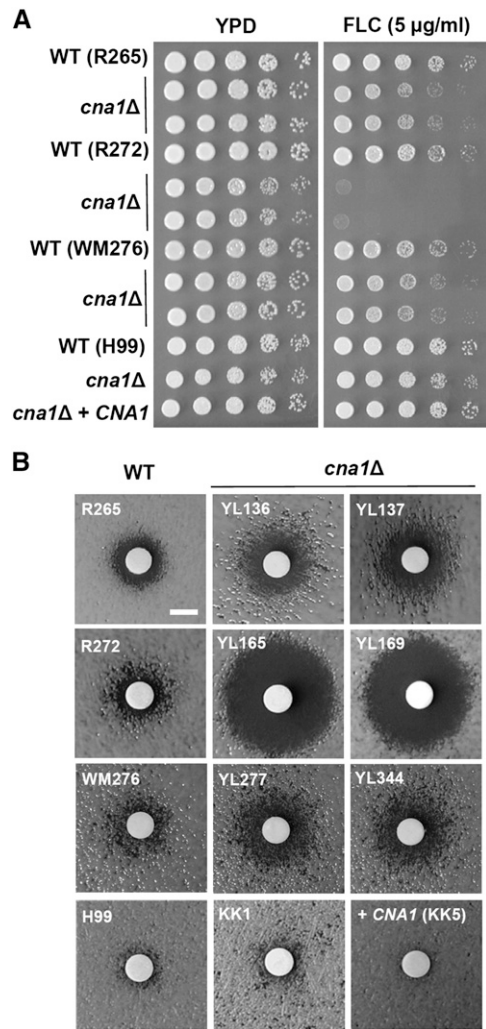 A
YPD FLC (5 µg/ml)
WT (R265)
cna1Δ
WT (R272)
cna1Δ
WT (WM276)
cna1Δ
WT (H99)
cna1Δ
cna1Δ + CNA1
B
WT cna1Δ
R265 YL136 YL137
R272 YL165 YL169
WM276 YL277 YL344
H99 KK1 + CNA1 (KK5)